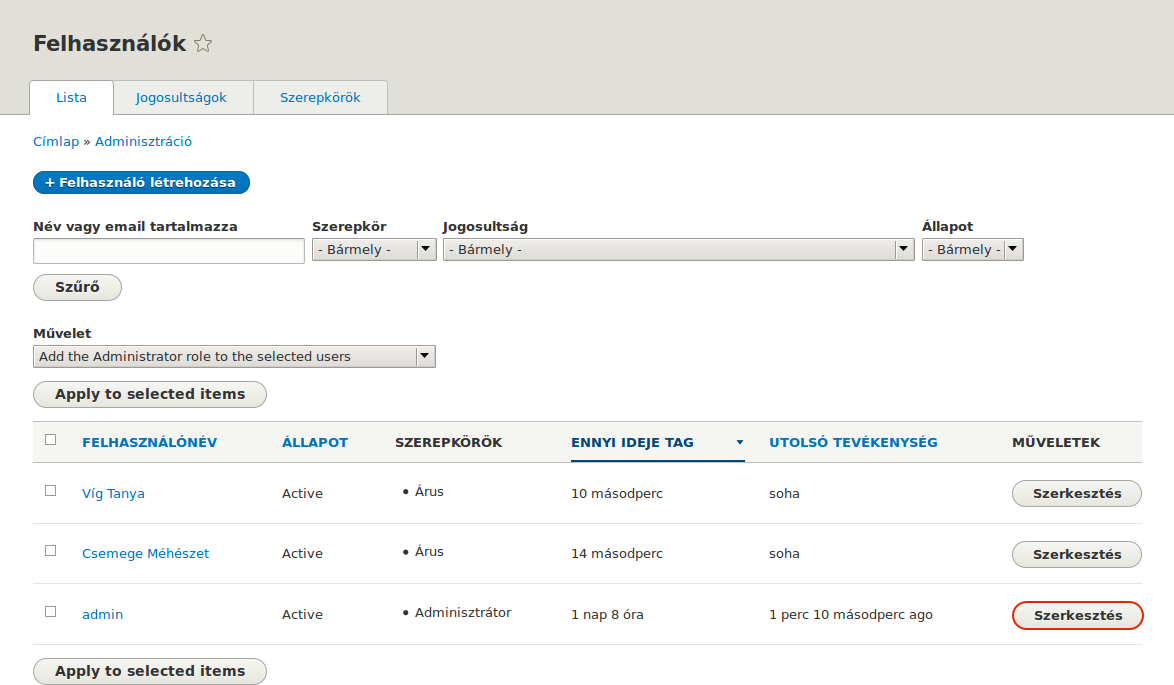 Felhasználók
Lista Jogosultságok Szerepkörök
Címlap » Adminisztráció
+ Felhasználó létrehozása
Név vagy email tartalmazza Szerepkör Jogosultság Állapot
- Bármely - - Bármely - - Bármely -
Szűrő
Művelet
Add the Administrator role to the selected users
Apply to selected items
FELHASZNÁLÓNÉV ÁLLAPOT SZEREPKÖRÖK ENNYI IDEJE TAG UTOLSÓ TEVÉKENYSÉG MŰVELETEK
Víg Tanya Active • Árus 10 másodperc soha Szerkesztés
Csemege Méhészet Active • Árus 14 másodperc soha Szerkesztés
admin Active • Adminisztrátor 1 nap 8 óra 1 perc 10 másodperc ago Szerkesztés
Apply to selected items